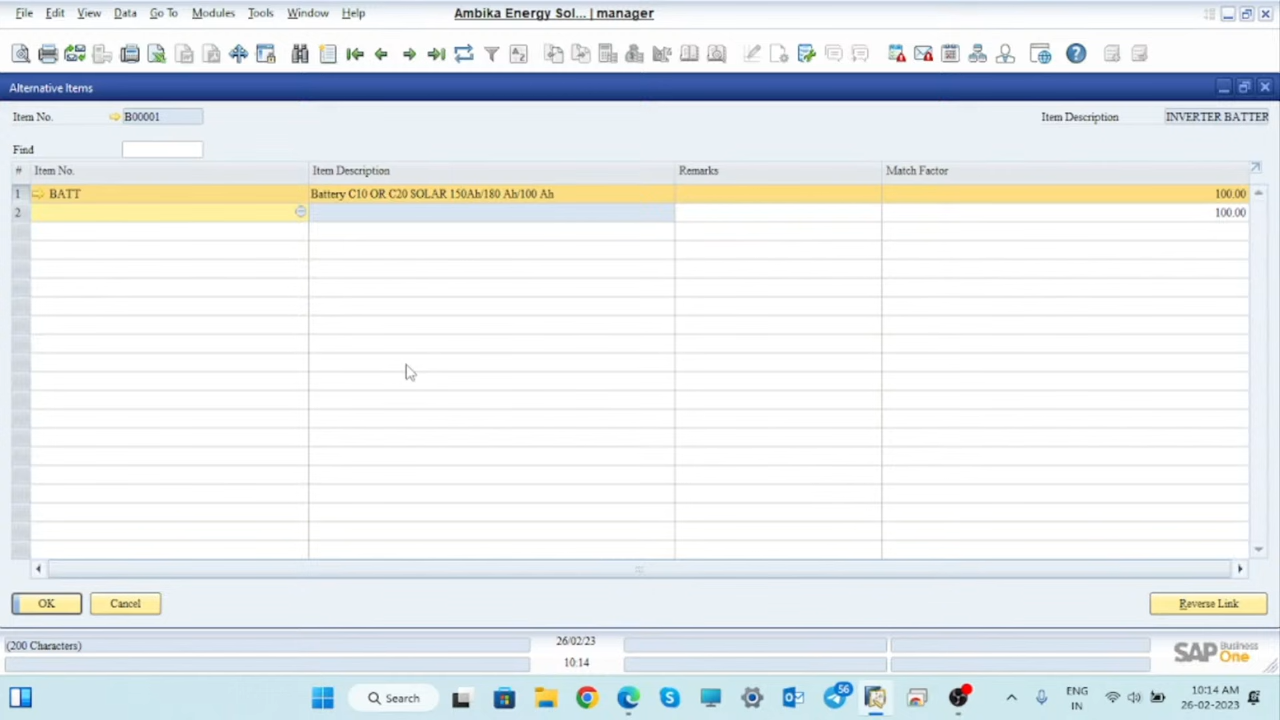 File Edit View Data Go To Modules Tools Window Help Ambika Energy Sol... | manager
Alternative Items
Item No. B00001 Item Description INVERTER BATTER
Find
# Item No. Item Description Remarks Match Factor
1 BATT Battery C10 OR C20 SOLAR 150Ah/180 Ah/100 Ah 100.00
2 100.00
OK Cancel Reverse Link
(200 Characters) 26/02/23
10:14
SAP Business One
Search 56 ENG IN 10:14 AM 26-02-2023